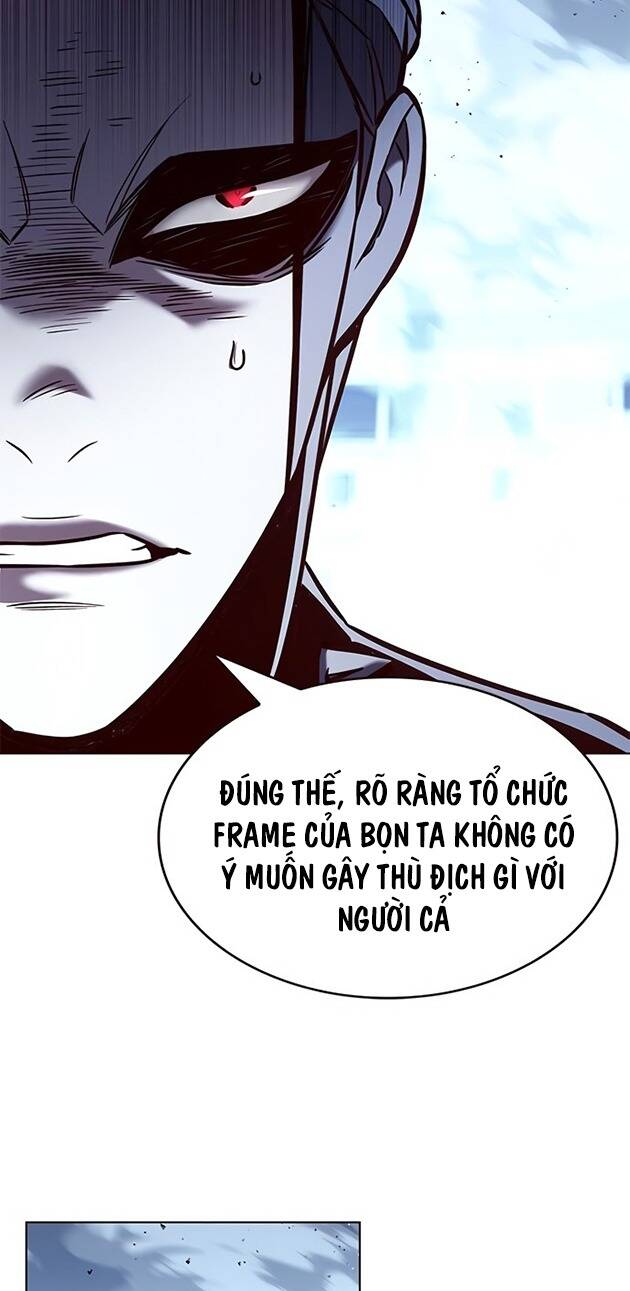 ĐÚNG THẾ, RÕ RÀNG TỔ CHỨC
FRAME CỦA BỌN TA KHÔNG CÓ
Ý MUỐN GÂY THÙ ĐỊCH GÌ VỚI
NGƯỜI CẢ